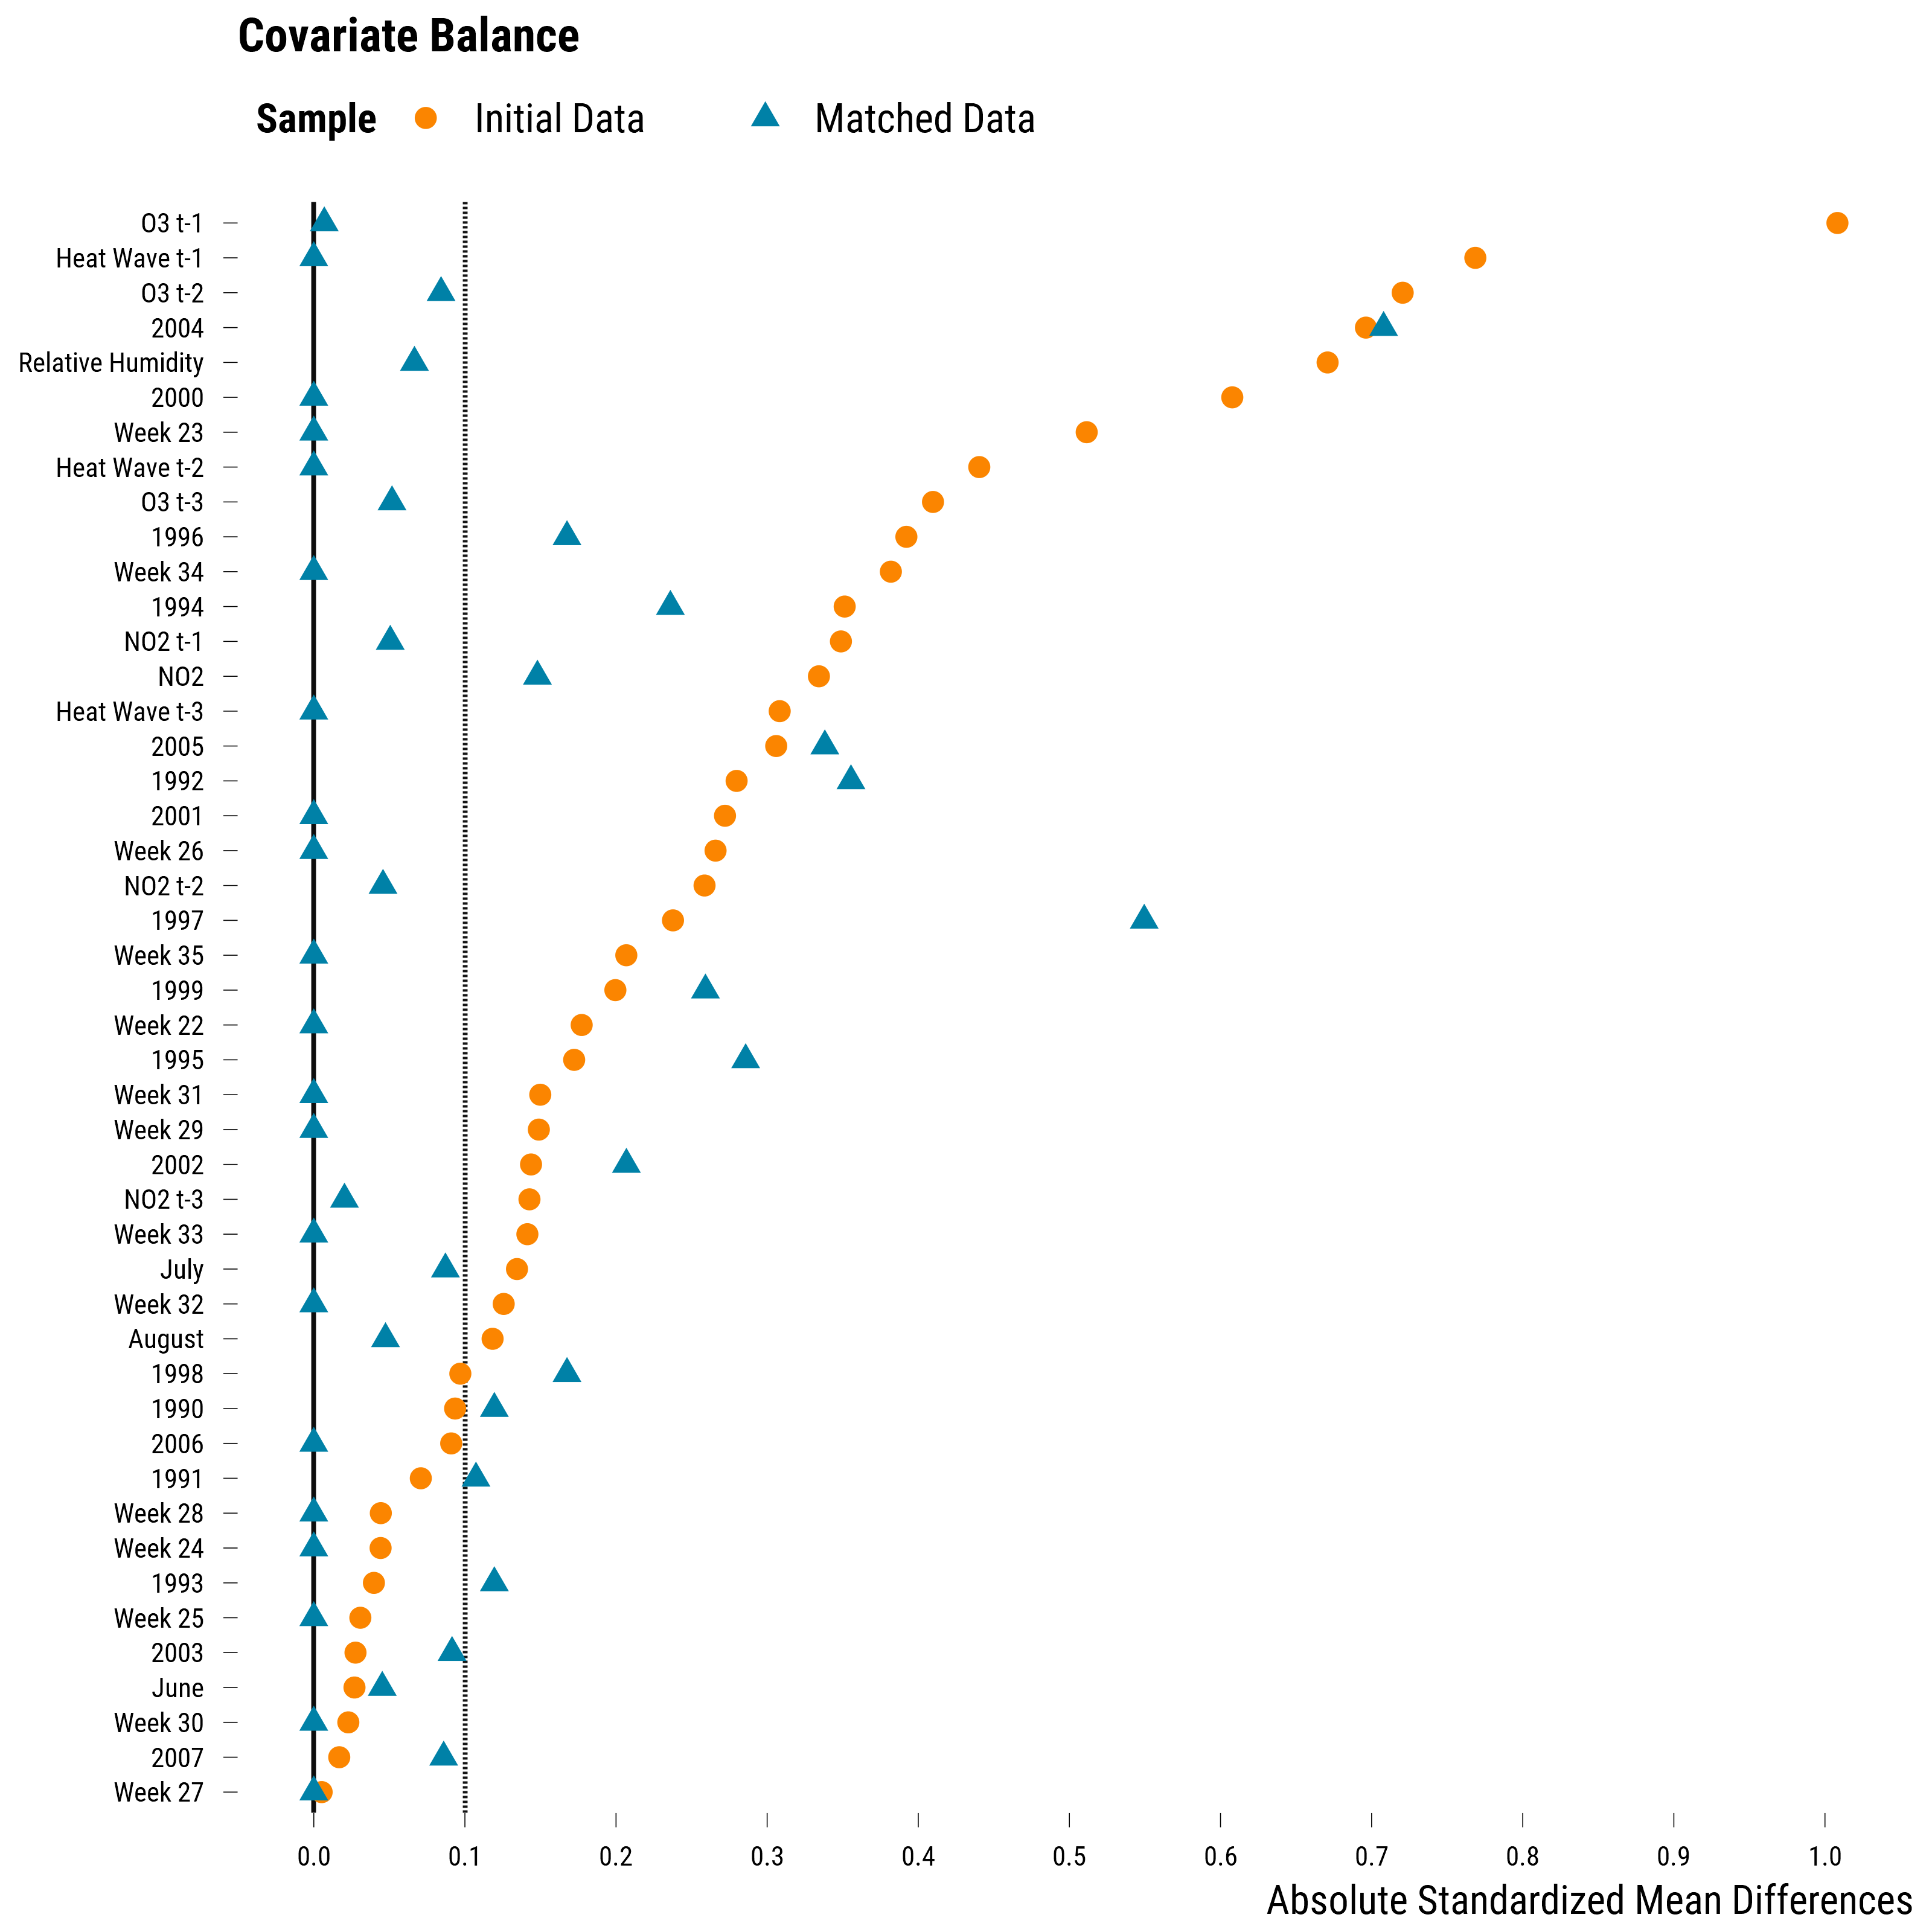 Covariate Balance
Sample Initial Data Matched Data
O3 t-1
Heat Wave t-1
O3 t-2
2004
Relative Humidity
2000
Week 23
Heat Wave t-2
O3 t-3
1996
Week 34
1994
NO2 t-1
NO2
Heat Wave t-3
2005
1992
2001
Week 26
NO2 t-2
1997
Week 35
1999
Week 22
1995
Week 31
Week 29
2002
NO2 t-3
Week 33
July
Week 32
August
1998
1990
2006
1991
Week 28
Week 24
1993
Week 25
2003
June
Week 30
2007
Week 27
0.0 0.1 0.2 0.3 0.4 0.5 0.6 0.7 0.8 0.9 1.0
Absolute Standardized Mean Differences